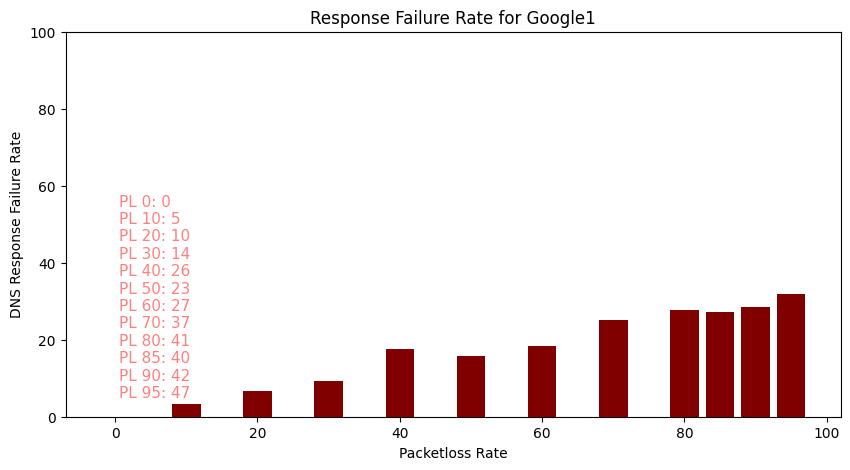 Response Failure Rate for Google1
100
80
60
40
20
0
DNS Response Failure Rate
PL 0: 0
PL 10: 5
PL 20: 10
PL 30: 14
PL 40: 26
PL 50: 23
PL 60: 27
PL 70: 37
PL 80: 41
PL 85: 40
PL 90: 42
PL 95: 47
0 20 40 60 80 100
Packetloss Rate